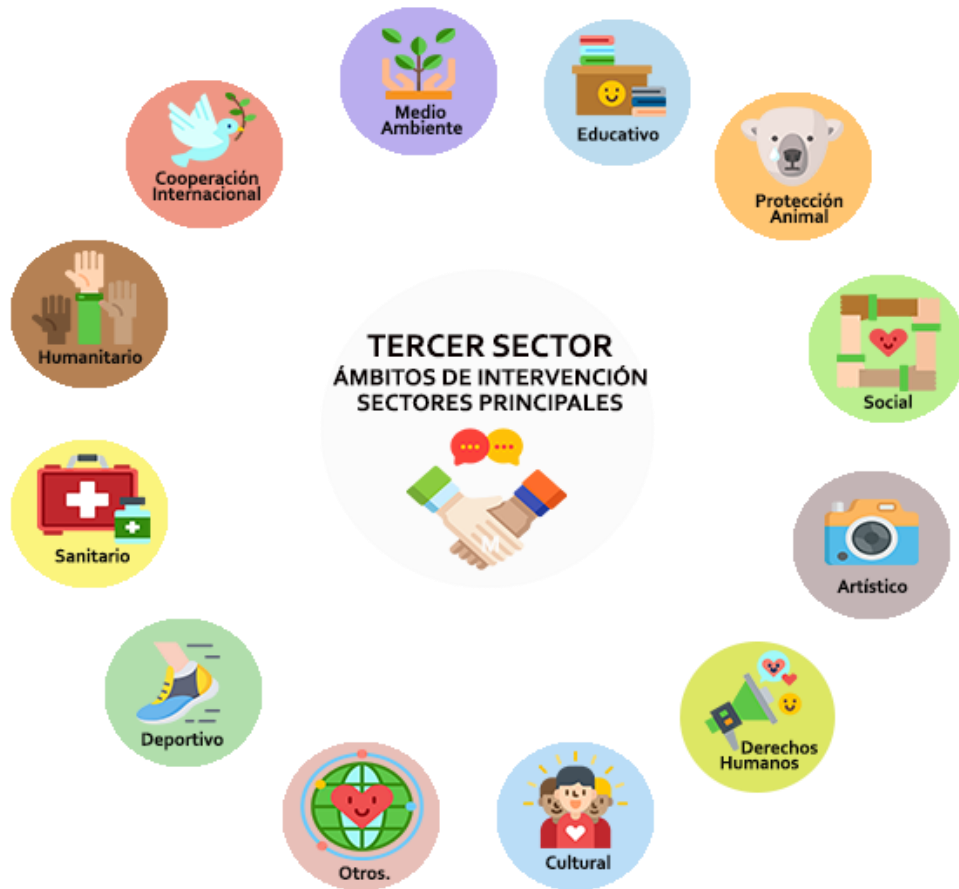 Medio
Ambiente
Educativo
Cooperación
Internacional
Protección
Animal
Humanitario
TERCER SECTOR
ÁMBITOS DE INTERVENCIÓN
SECTORES PRINCIPALES
M
Social
Sanitario
Artístico
Deportivo
Derechos
Humanos
Otros.
Cultural